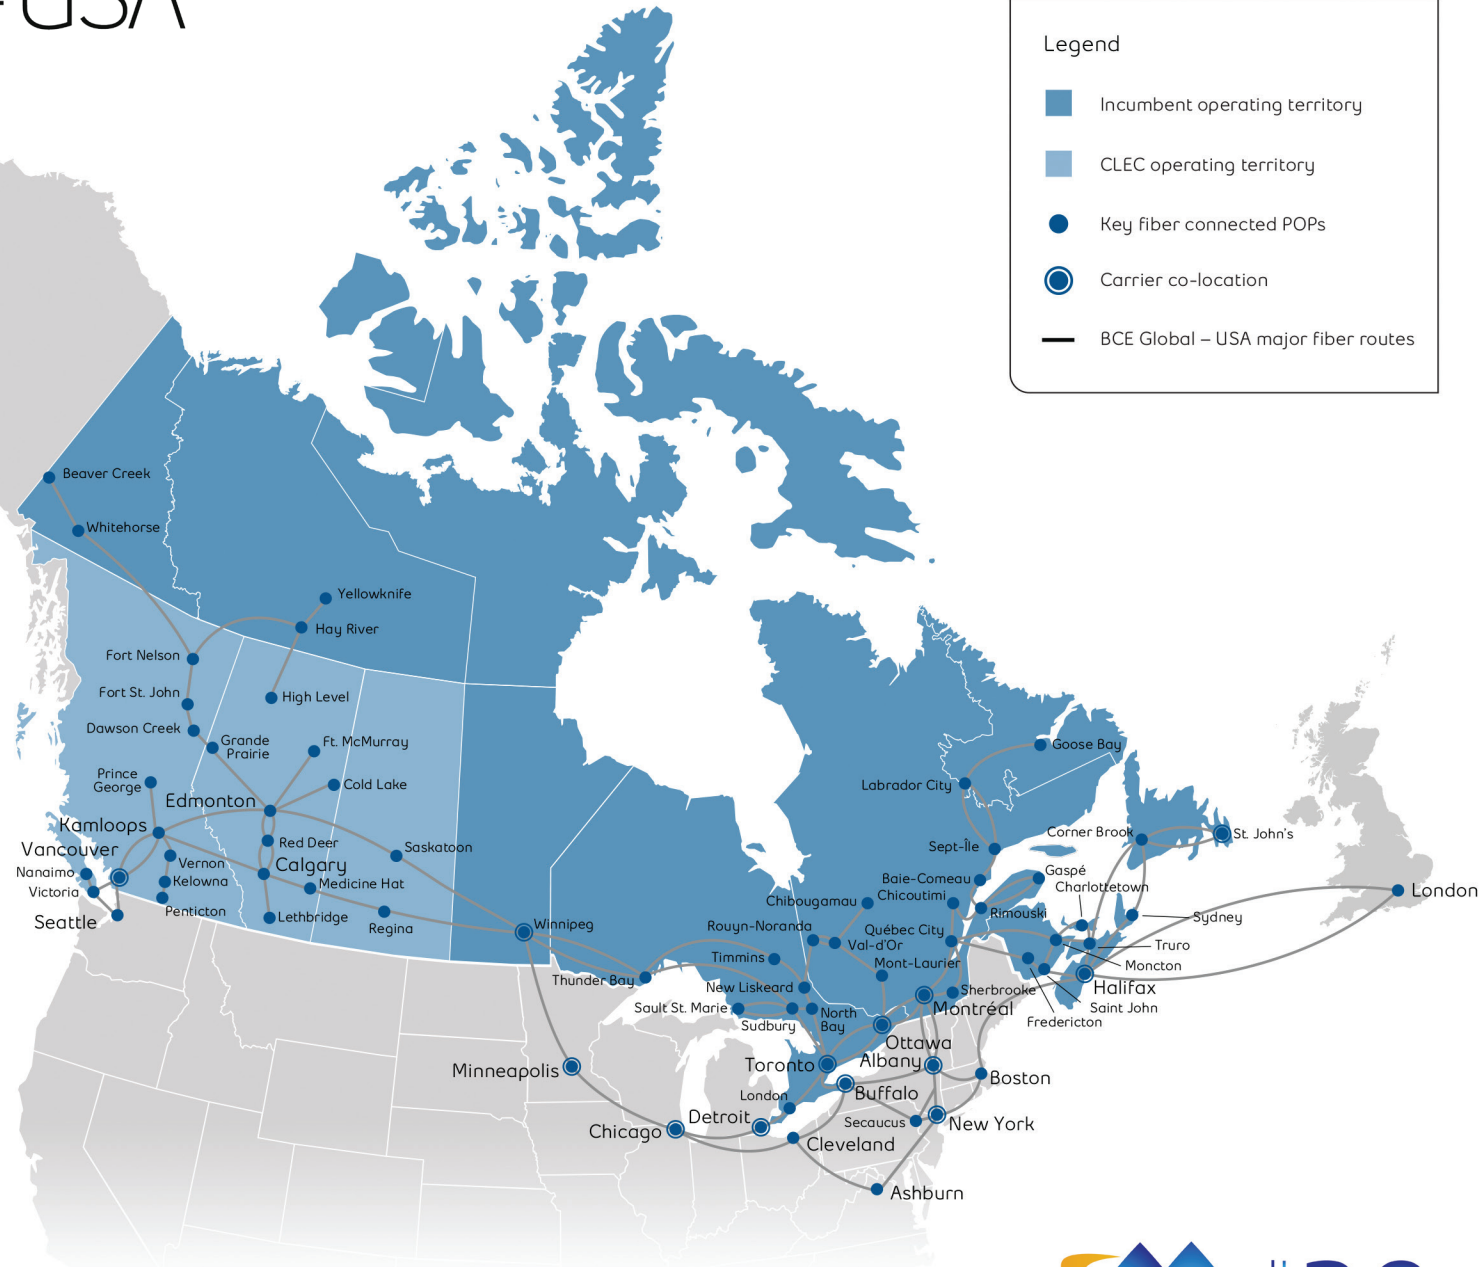 USA
Legend
Incumbent operating territory
CLEC operating territory
Key fiber connected POPs
Carrier co-location
BCE Global – USA major fiber routes
Beaver Creek
Whitehorse
Yellowknife
Hay River
Fort Nelson
Fort St. John
High Level
Dawson Creek
Grande
Prairie
Ft. McMurray
Goose Bay
Prince
George
Cold Lake
Labrador City
Edmonton
Kamloops
Vancouver
Red Deer
Saskatoon
Corner Brook
St. John's
Sept-Île
Nanaimo
Vernon
Calgary
Gaspé
Victoria
Kelowna
Medicine Hat
Baie-Comeau
Charlottetown
Chicoutimi
London
Chibougamau
Seattle
Penticton
Lethbridge
Regina
Winnipeg
Rimouski
Sydney
Rouyn-Noranda
Québec City
Val-d'Or
Truro
Timmins
Mont-Laurier
Moncton
Thunder Bay
New Liskeard
Sherbrooke
Halifax
Sault St. Marie
North
Bay
Montréal
Saint John
Sudbury
Fredericton
Ottawa
Toronto
Albany
Minneapolis
Boston
London
Buffalo
Detroit
Secaucus
New York
Chicago
Cleveland
Ashburn